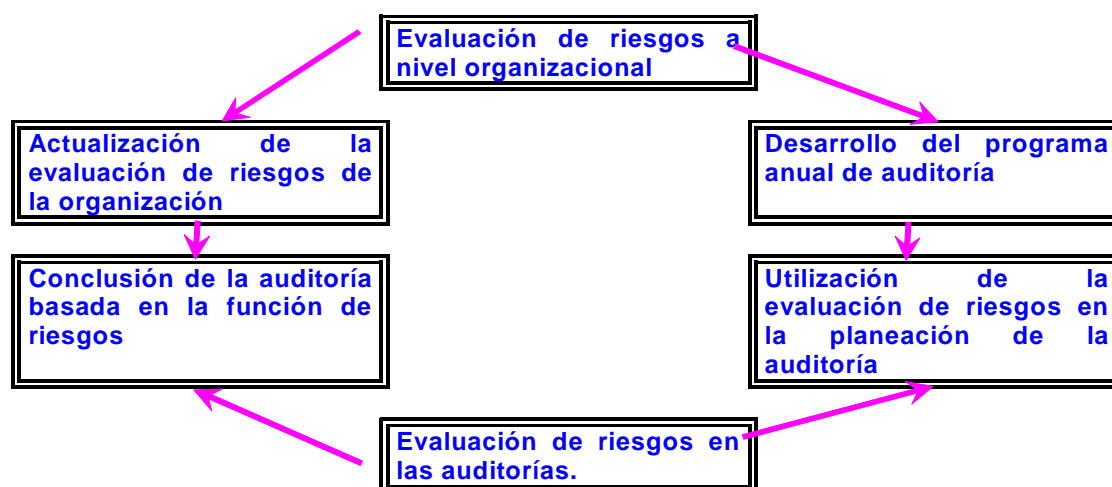 Evaluación de riesgos a
nivel organizacional
Actualización de la
evaluación de riesgos de
la organización
Desarrollo del programa
anual de auditoría
Conclusión de la auditoría
basada en la función de
riesgos
Utilización de la
evaluación de riesgos en
la planeación de la
auditoría
Evaluación de riesgos en
las auditorías.